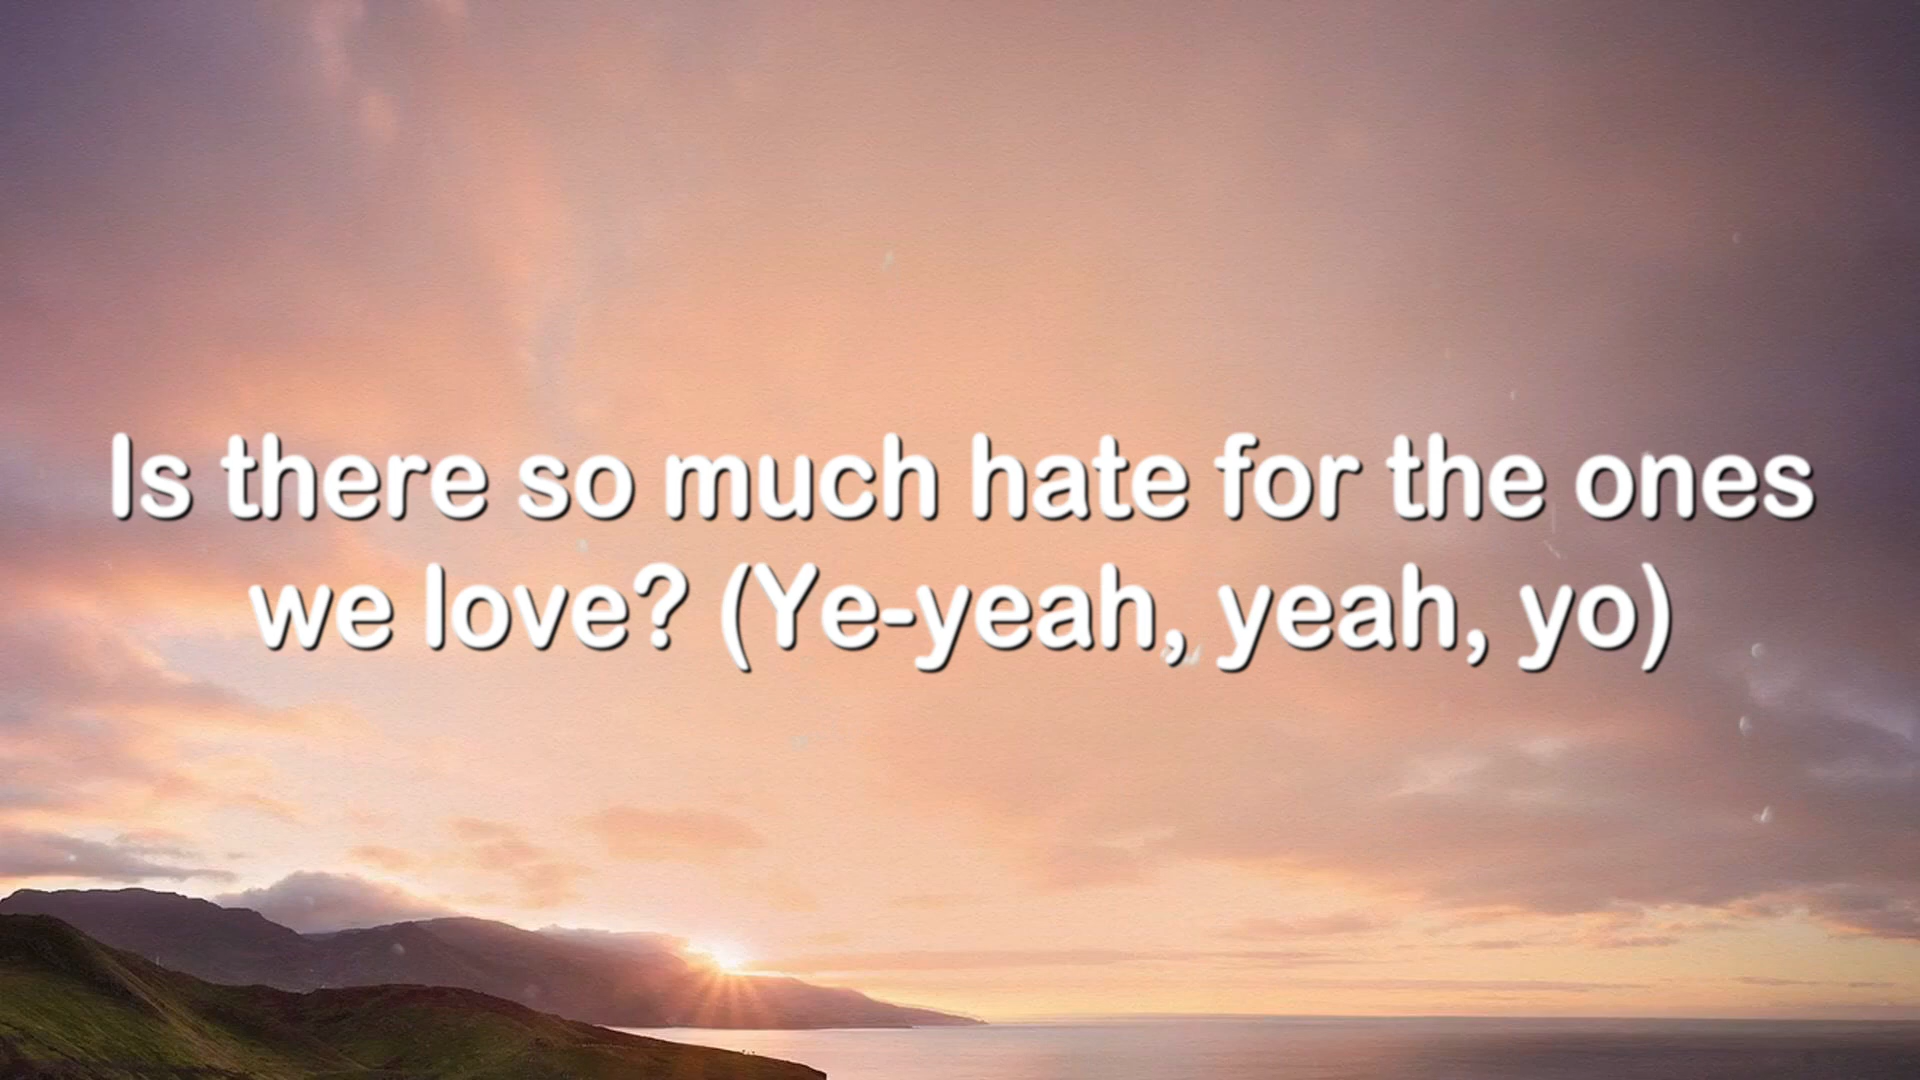 Is there so much hate for the ones
we love? (Ye-yeah, yeah, yo)